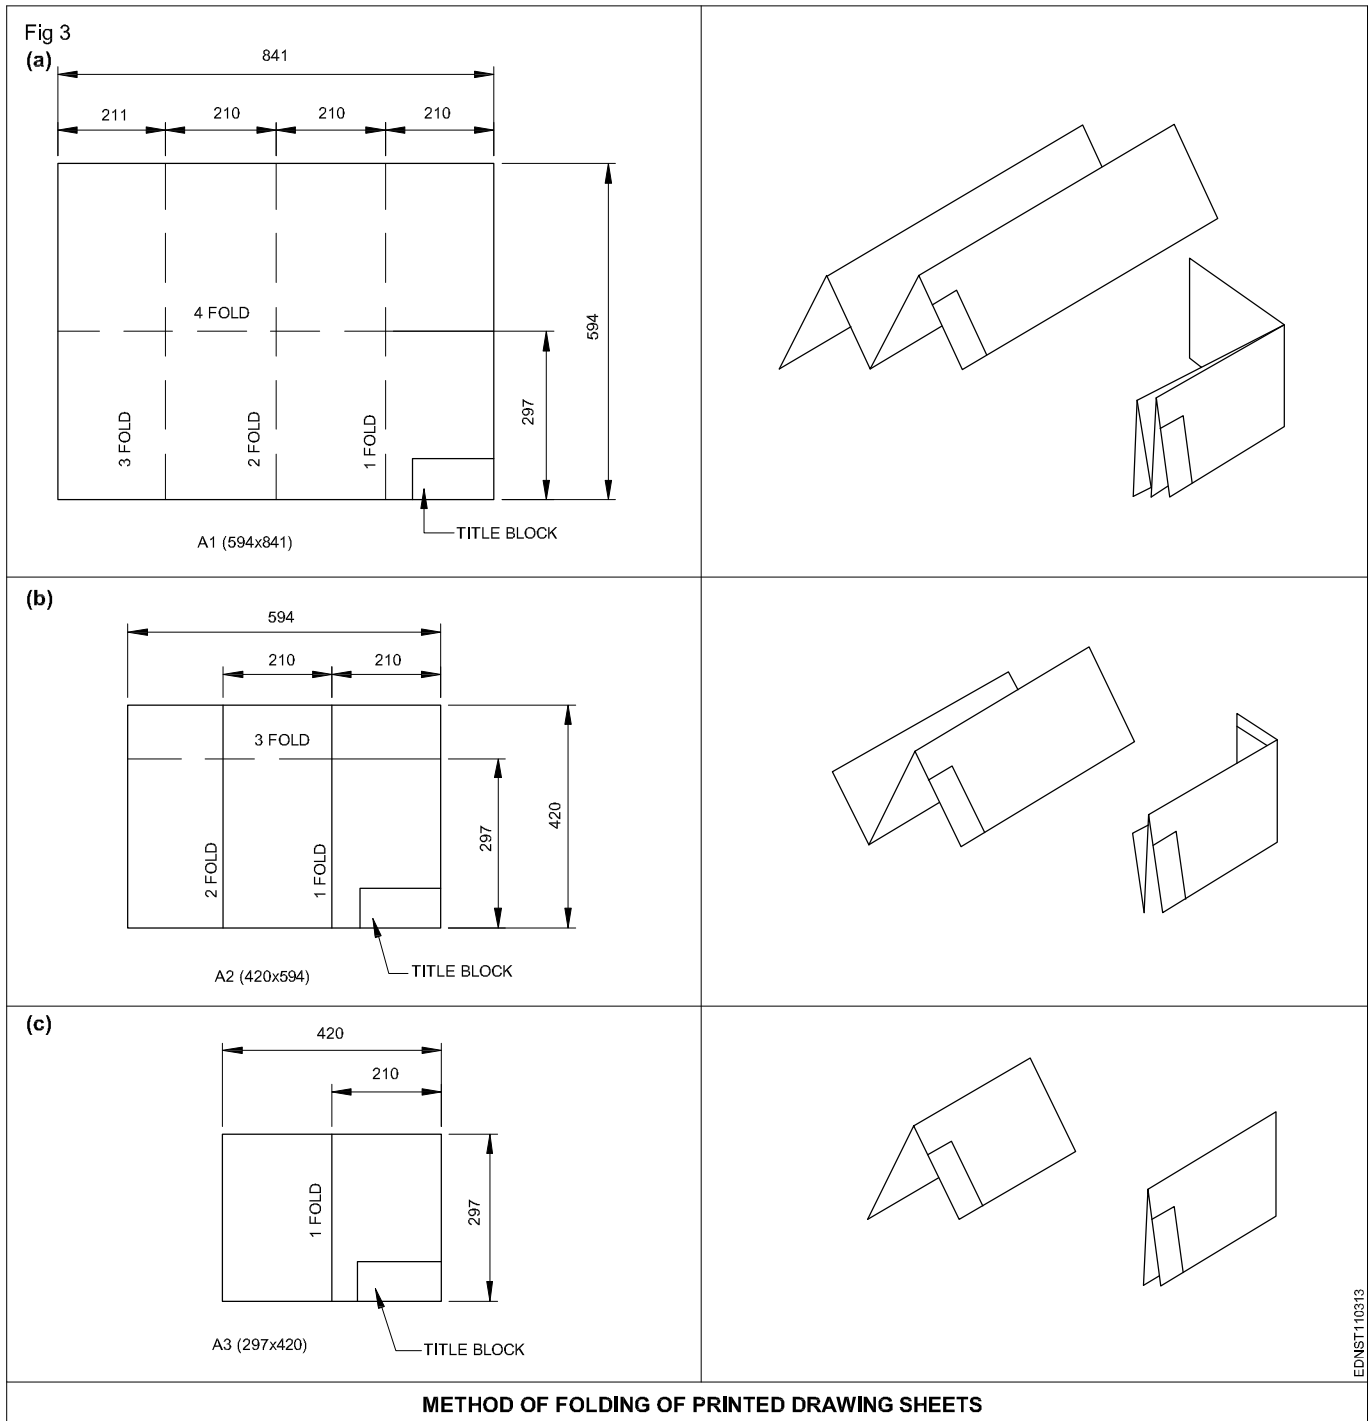 Fig 3
(a)
841
211 210 210 210
4 FOLD
594
297
3 FOLD
2 FOLD
1 FOLD
TITLE BLOCK
A1 (594x841)
(b)
594
210 210
3 FOLD
420
297
2 FOLD
1 FOLD
TITLE BLOCK
A2 (420x594)
(c)
420
210
1 FOLD
297
A3 (297x420)
TITLE BLOCK
EDNST110313
METHOD OF FOLDING OF PRINTED DRAWING SHEETS